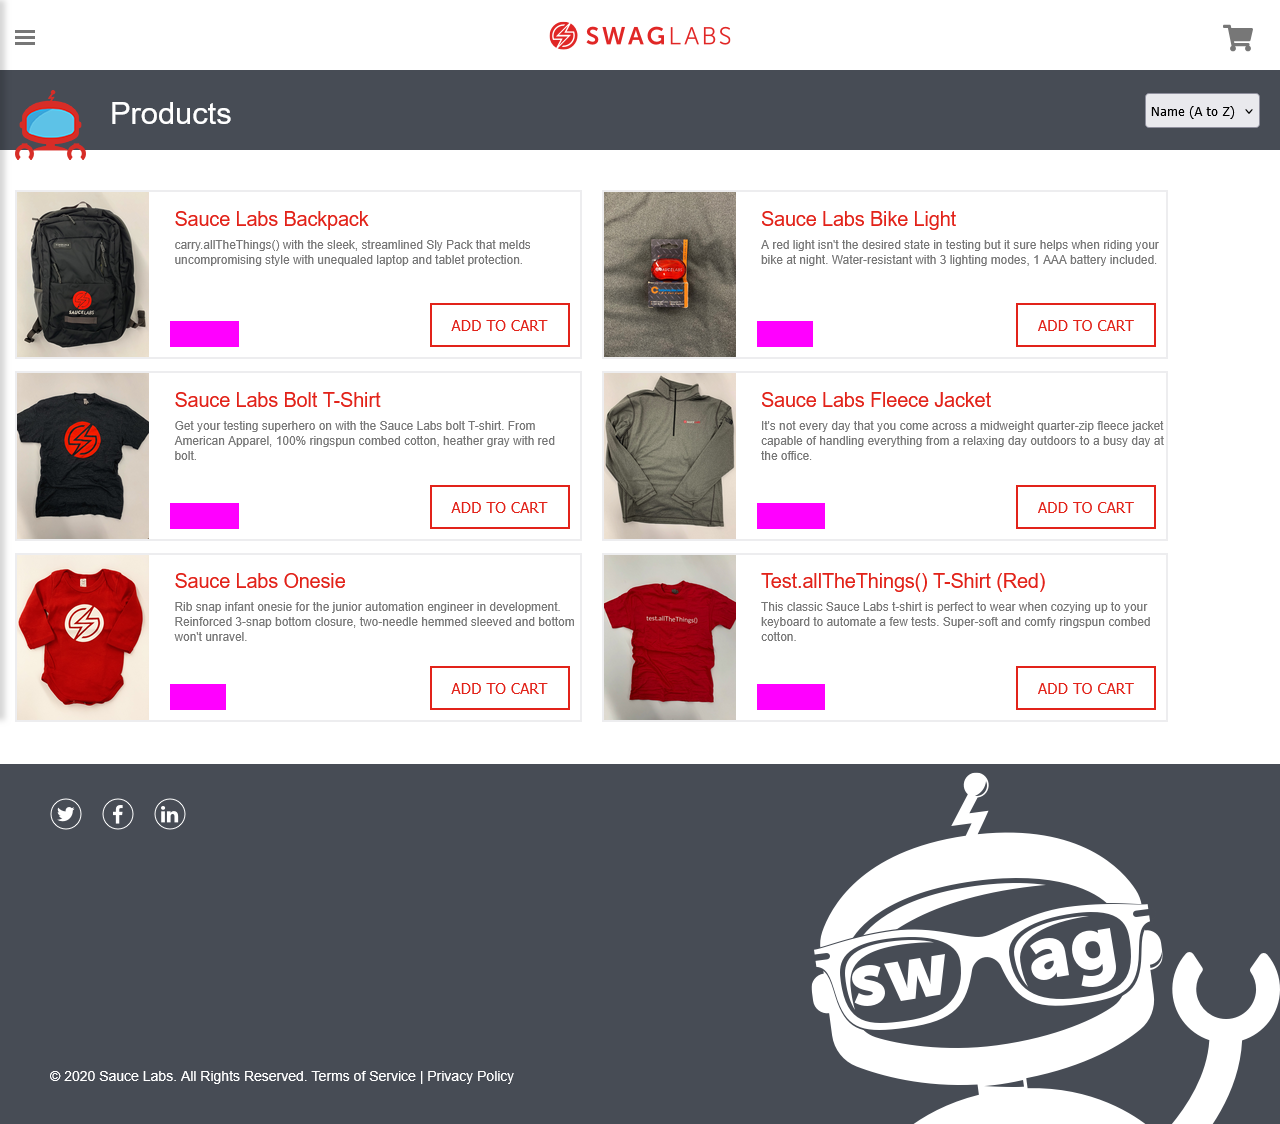 SWAGLABS
Products
Name (A to Z)
Sauce Labs Backpack
carry.allTheThings() with the sleek, streamlined Sly Pack that melds
uncompromising style with unequaled laptop and tablet protection.
ADD TO CART
SAUCELABS
Sauce Labs Bike Light
A red light isn't the desired state in testing but it sure helps when riding your
bike at night. Water-resistant with 3 lighting modes, 1 AAA battery included.
ADD TO CART
SAUCELABS
Sauce Labs Bolt T-Shirt
Get your testing superhero on with the Sauce Labs bolt T-shirt. From
American Apparel, 100% ringspun combed cotton, heather gray with red
bolt.
ADD TO CART
Sauce Labs Fleece Jacket
It's not every day that you come across a midweight quarter-zip fleece jacket
capable of handling everything from a relaxing day outdoors to a busy day at
the office.
ADD TO CART
Sauce Labs Onesie
Rib snap infant onesie for the junior automation engineer in development.
Reinforced 3-snap bottom closure, two-needle hemmed sleeved and bottom
won't unravel.
ADD TO CART
Test.allTheThings() T-Shirt (Red)
This classic Sauce Labs t-shirt is perfect to wear when cozying up to your
keyboard to automate a few tests. Super-soft and comfy ringspun combed
cotton.
test.allTheThings()
ADD TO CART
sw ag
© 2020 Sauce Labs. All Rights Reserved. Terms of Service | Privacy Policy